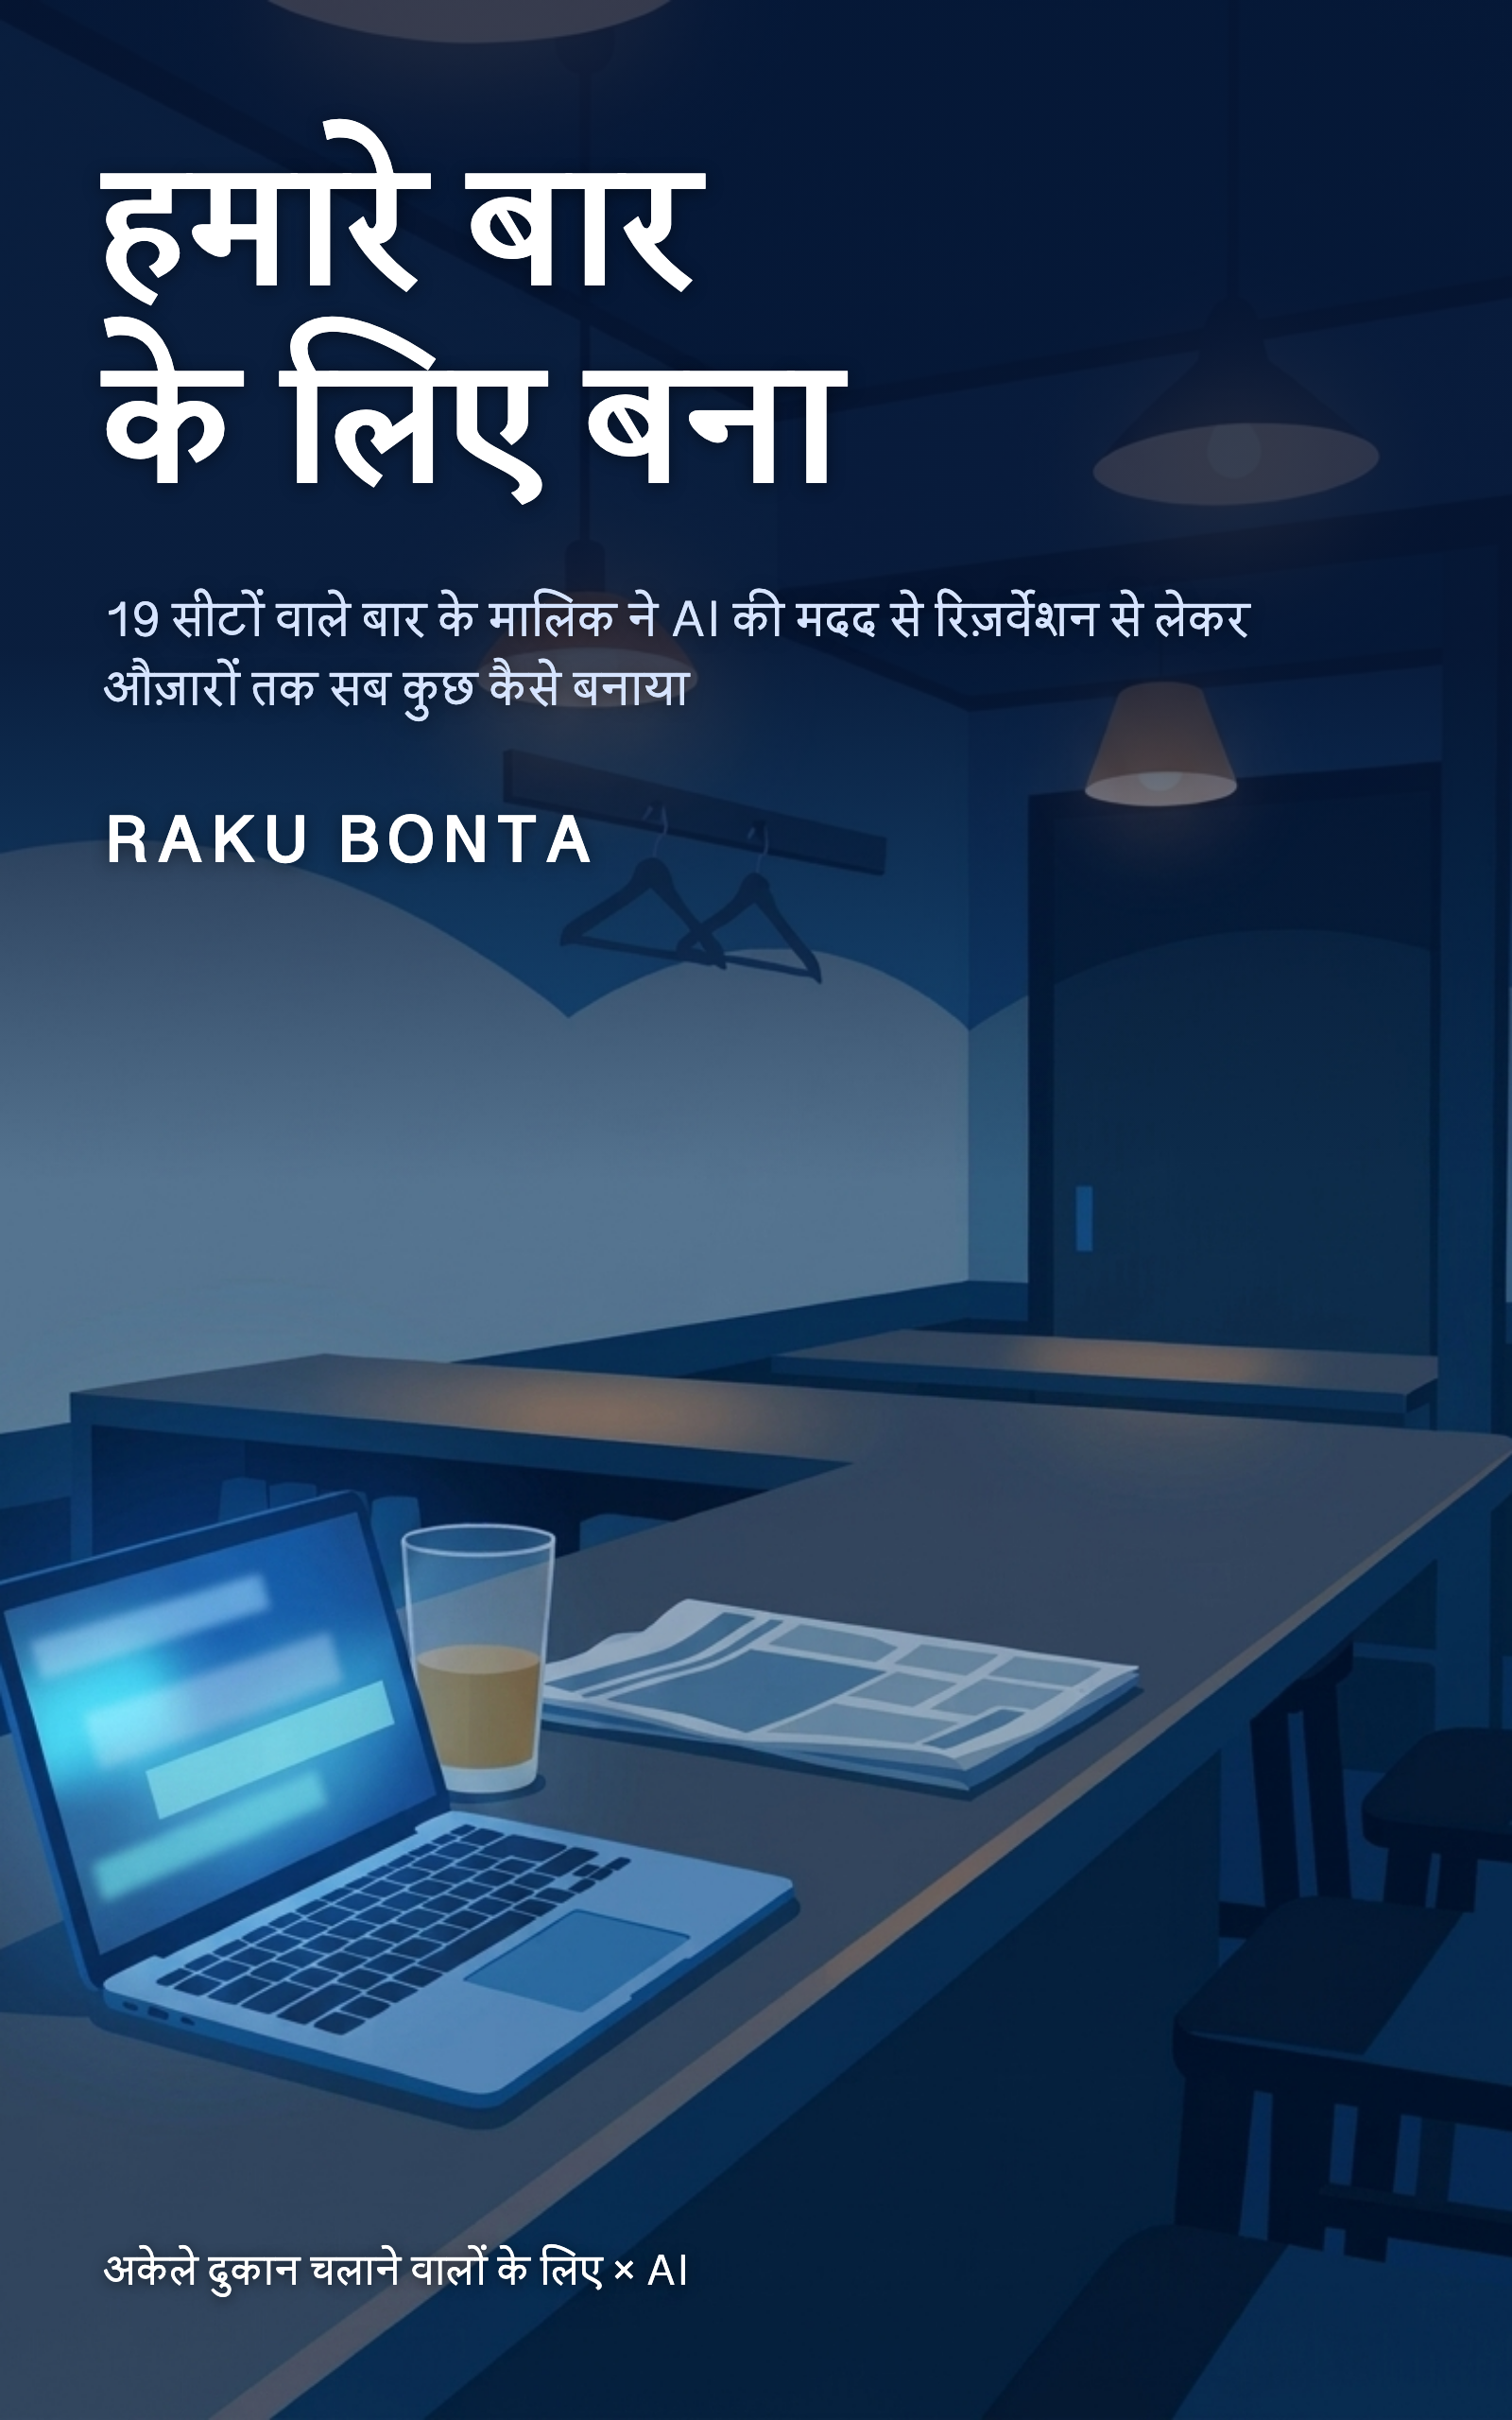 हमारे बार
के लिए बना
19 सीटों वाले बार के मालिक ने AI की मदद से रिज़र्वेशन से लेकर
औज़ारों तक सब कुछ कैसे बनाया
RAKU BONTA
अकेले दुकान चलाने वालों के लिए × AI